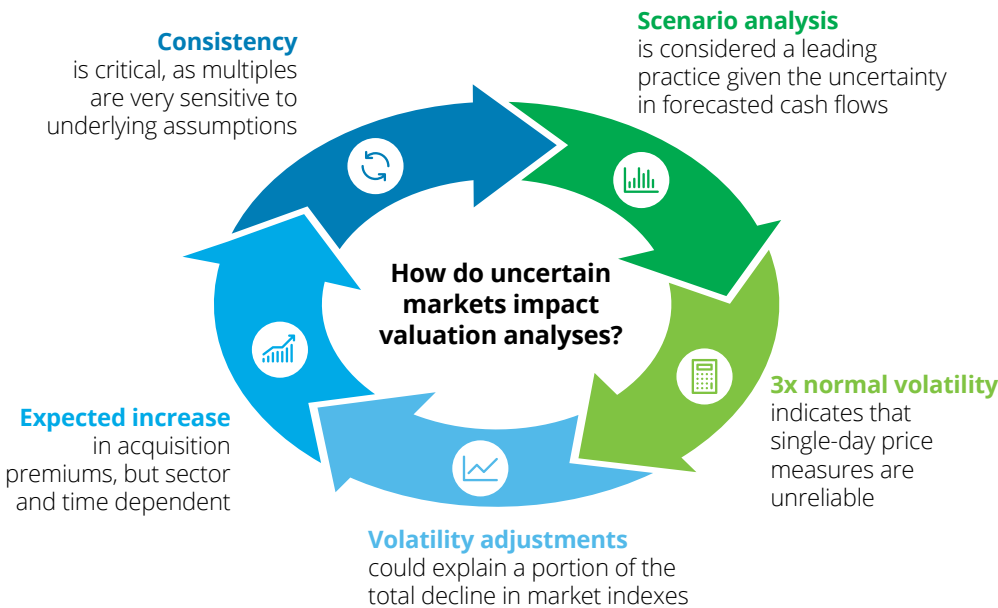 Consistency
is critical, as multiples
are very sensitive to
underlying assumptions
Scenario analysis
is considered a leading
practice given the uncertainty
in forecasted cash flows
How do uncertain
markets impact
valuation analyses?
3x normal volatility
indicates that
single-day price
measures are
unreliable
Volatility adjustments
could explain a portion of the
total decline in market indexes
Expected increase
in acquisition
premiums, but sector
and time dependent